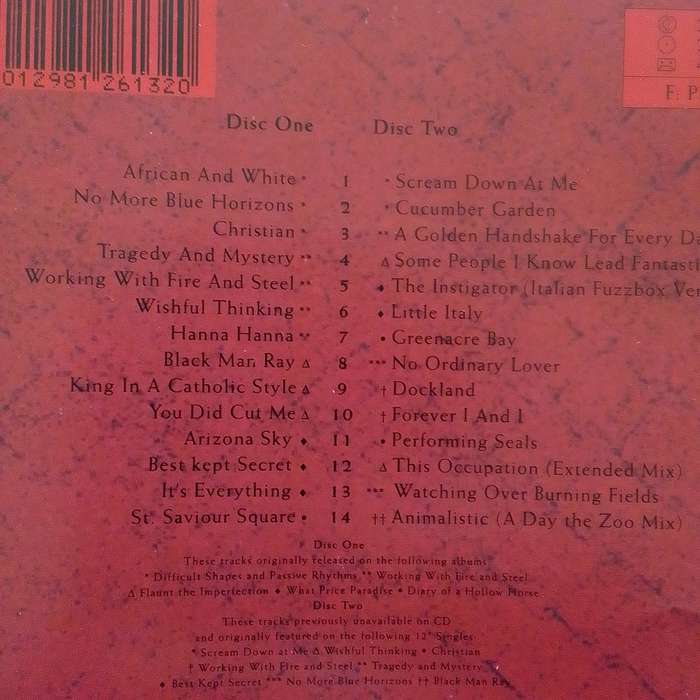 012981 261320
F: P
Disc One Disc Two
African And White * 1 * Scream Down At Me
No More Blue Horizons * 2 * Cucumber Garden
Christian * 3 ** A Golden Handshake For Every Da
Tragedy And Mystery ** 4 Δ Some People I Know Lead Fantasti
Working With Fire And Steel ** 5 ♦ The Instigator (Italian Fuzzbox Ver
Wishful Thinking ** 6 ♦ Little Italy
Hanna Hanna ** 7 • Greenacre Bay
Black Man Ray Δ 8 *** No Ordinary Lover
King In A Catholic Style Δ 9 † Dockland
You Did Cut Me Δ 10 † Forever I And I
Arizona Sky ♦ 11 • Performing Seals
Best kept Secret ♦ 12 Δ This Occupation (Extended Mix)
It's Everything ♦ 13 *** Watching Over Burning Fields
St. Saviour Square • 14 †† Animalistic (A Day the Zoo Mix)
Disc One
These tracks originally released on the following albums
* Difficult Shapes and Passive Rhythms ** Working With Fire and Steel
Δ Flaunt the Imperfection ♦ What Price Paradise • Diary of a Hollow Horse
Disc Two
These tracks previously unavailable on CD
and originally featured on the following 12" Singles:
* Scream Down at Me Δ Wishful Thinking • Christian
† Working With Fire and Steel ** Tragedy and Mystery
♦ Best Kept Secret *** No More Blue Horizons †† Black Man Ray